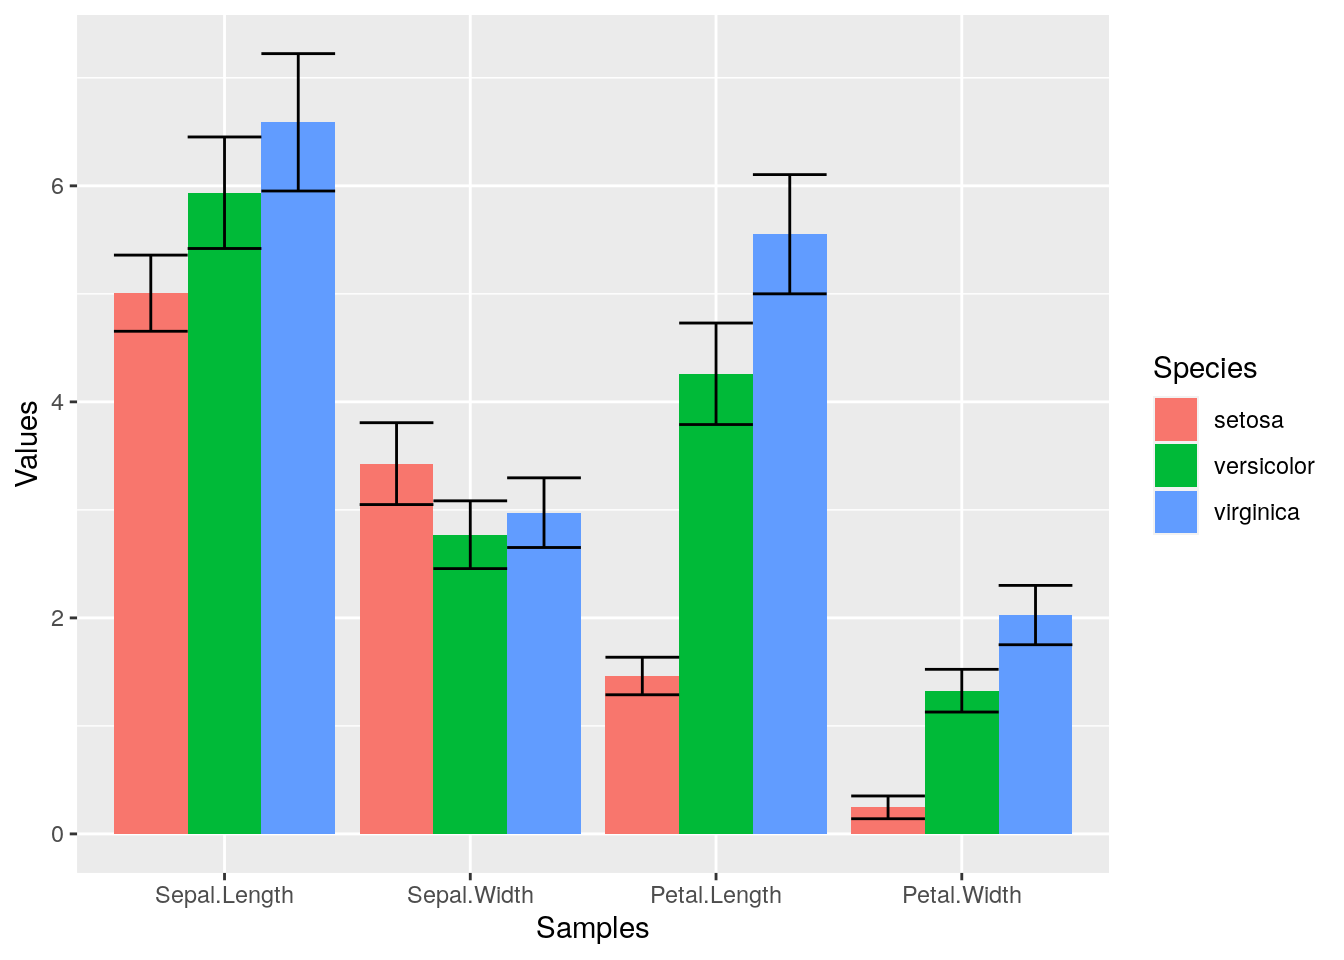 6
4
2
0
Values
Sepal.Length
Sepal.Width
Petal.Length
Petal.Width
Samples
Species
setosa
versicolor
virginica